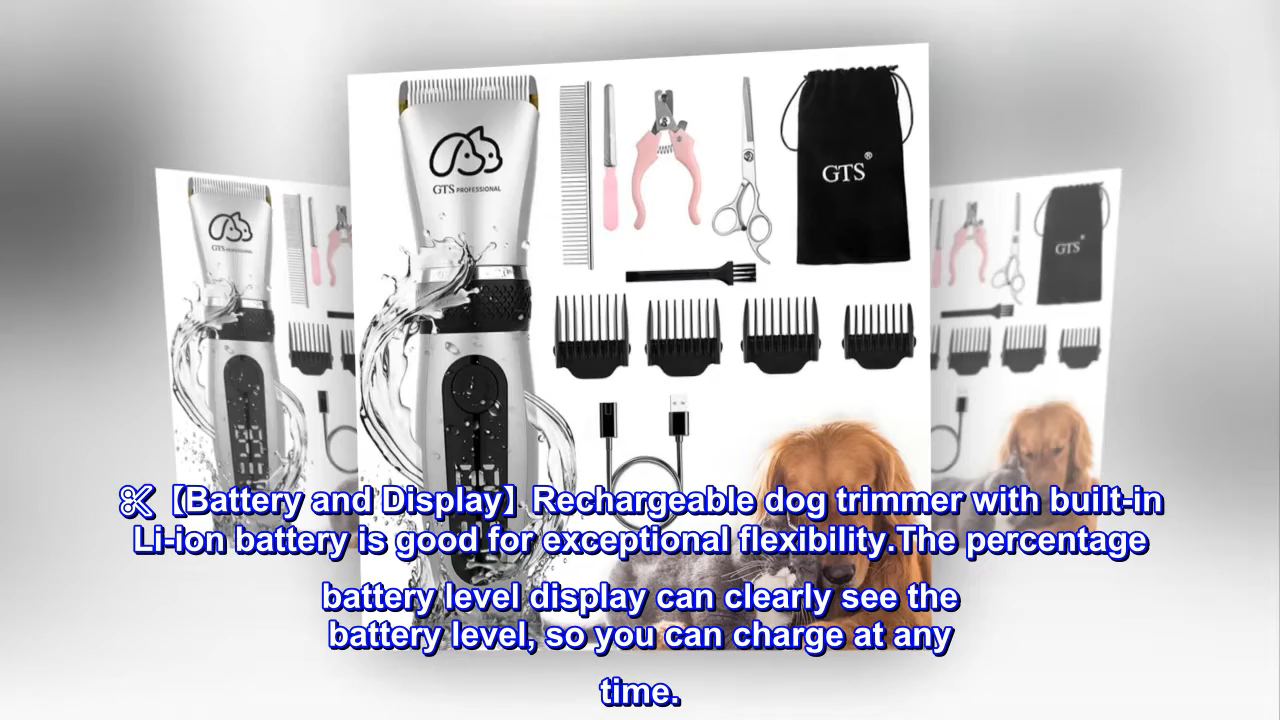 GTS PROFESSIONAL
GTS®
GTS PROFESSIONAL
GTS
✂【Battery and Display】Rechargeable dog trimmer with built-in
Li-ion battery is good for exceptional flexibility.The percentage
battery level display can clearly see the
battery level, so you can charge at any
time.